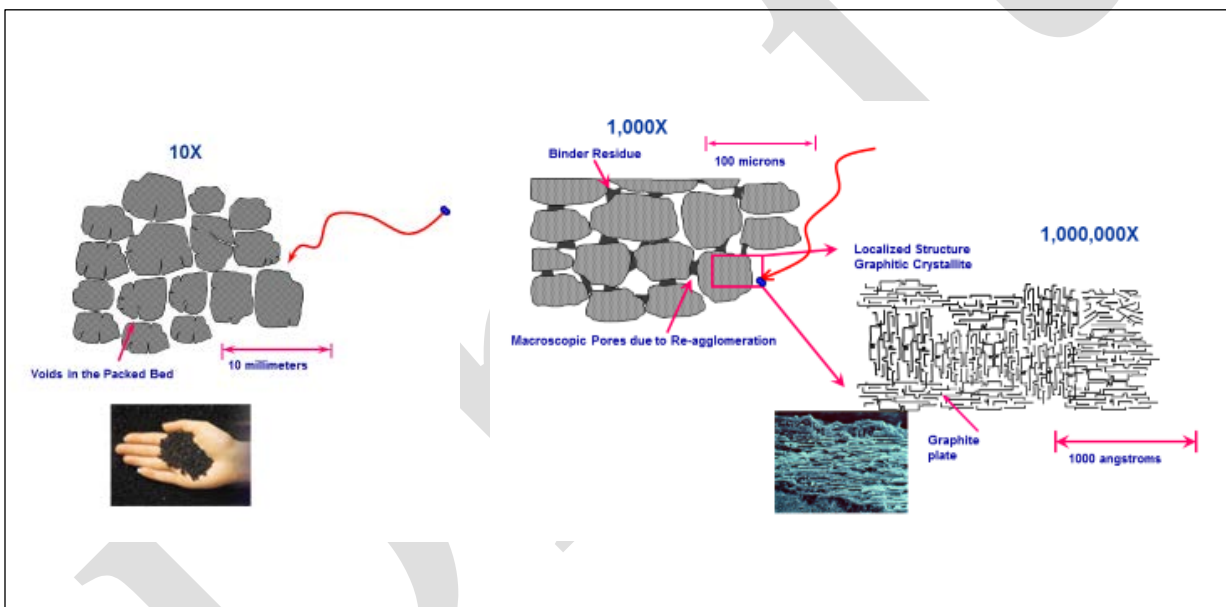 10X
Voids in the Packed Bed
10 millimeters
1,000X
Binder Residue
100 microns
Localized Structure
Graphitic Crystallite
Macroscopic Pores due to Re-agglomeration
1,000,000X
Graphite
plate
1000 angstroms